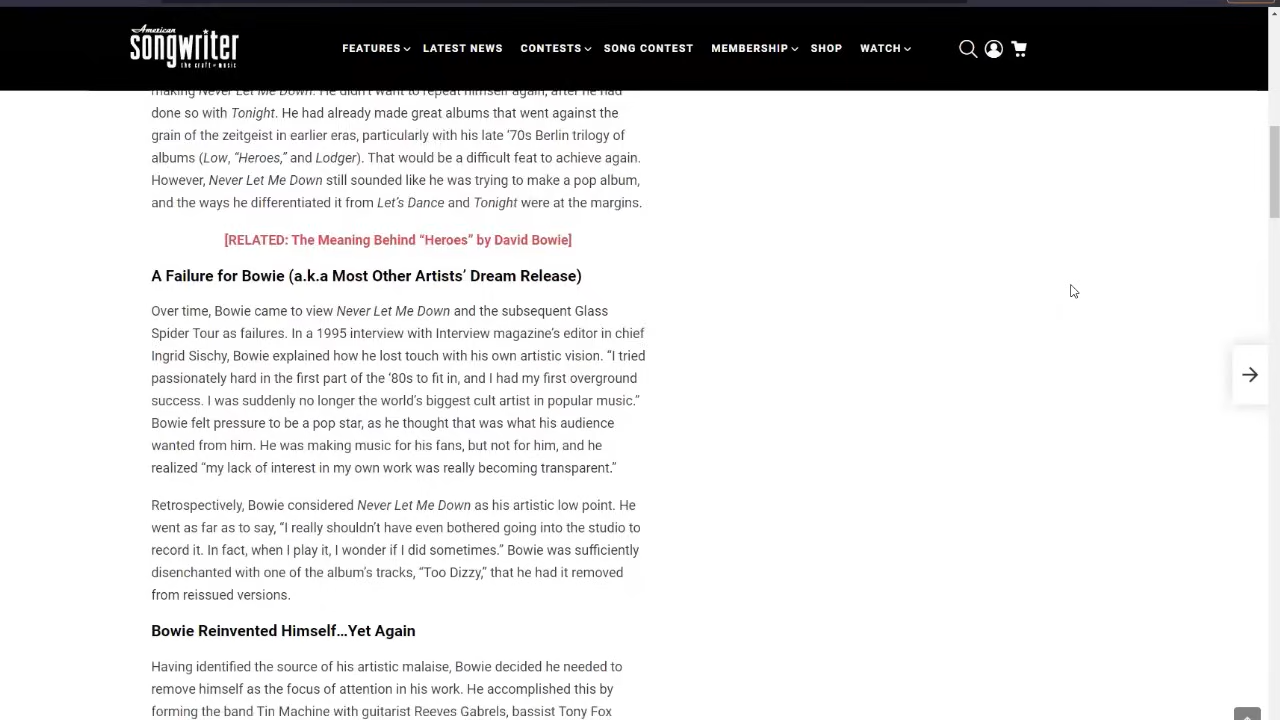 American
songwriter
the craft of music
FEATURES
LATEST NEWS
CONTESTS
SONG CONTEST
MEMBERSHIP
SHOP
WATCH
making Never Let Me Down. He didn’t want to repeat himself again, after he had
done so with Tonight. He had already made great albums that went against the
grain of the zeitgeist in earlier eras, particularly with his late ‘70s Berlin trilogy of
albums (Low, “Heroes,” and Lodger). That would be a difficult feat to achieve again.
However, Never Let Me Down still sounded like he was trying to make a pop album,
and the ways he differentiated it from Let’s Dance and Tonight were at the margins.
[RELATED: The Meaning Behind “Heroes” by David Bowie]
A Failure for Bowie (a.k.a Most Other Artists’ Dream Release)
Over time, Bowie came to view Never Let Me Down and the subsequent Glass
Spider Tour as failures. In a 1995 interview with Interview magazine’s editor in chief
Ingrid Sischy, Bowie explained how he lost touch with his own artistic vision. “I tried
passionately hard in the first part of the ‘80s to fit in, and I had my first overground
success. I was suddenly no longer the world’s biggest cult artist in popular music.”
Bowie felt pressure to be a pop star, as he thought that was what his audience
wanted from him. He was making music for his fans, but not for him, and he
realized “my lack of interest in my own work was really becoming transparent.”
Retrospectively, Bowie considered Never Let Me Down as his artistic low point. He
went as far as to say, “I really shouldn’t have even bothered going into the studio to
record it. In fact, when I play it, I wonder if I did sometimes.” Bowie was sufficiently
disenchanted with one of the album’s tracks, “Too Dizzy,” that he had it removed
from reissued versions.
Bowie Reinvented Himself…Yet Again
Having identified the source of his artistic malaise, Bowie decided he needed to
remove himself as the focus of attention in his work. He accomplished this by
forming the band Tin Machine with guitarist Reeves Gabrels, bassist Tony Fox